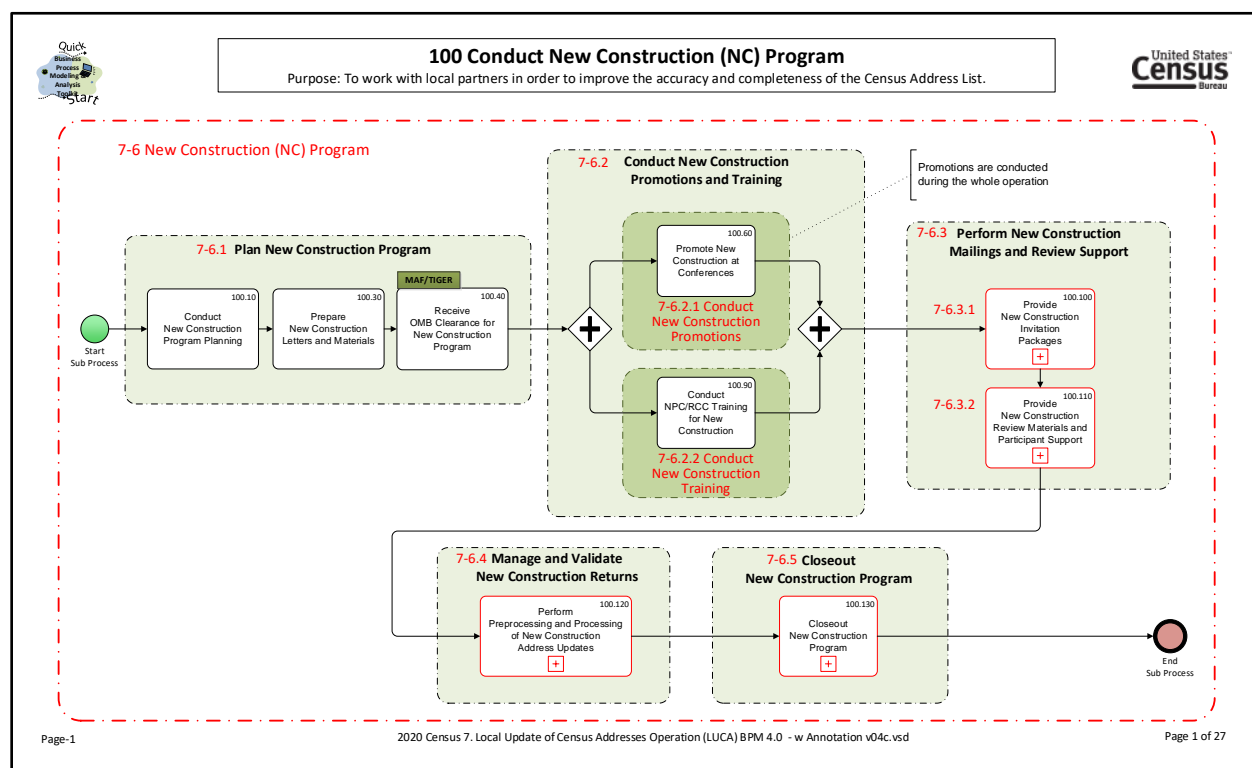 Quick
Business
Process
Modeling &
Analysis
Toolkit
Start
100 Conduct New Construction (NC) Program
Purpose: To work with local partners in order to improve the accuracy and completeness of the Census Address List.
United States™
Census
Bureau
7-6 New Construction (NC) Program
7-6.1 Plan New Construction Program
Start
Sub Process
100.10
Conduct
New Construction
Program Planning
100.30
Prepare
New Construction
Letters and Materials
MAF/TIGER
100.40
Receive
OMB Clearance for
New Construction
Program
7-6.2 Conduct New Construction
Promotions and Training
100.60
Promote New
Construction at
Conferences
7-6.2.1 Conduct
New Construction
Promotions
100.90
Conduct
NPC/RCC Training
for New
Construction
7-6.2.2 Conduct
New Construction
Training
Promotions are conducted
during the whole operation
7-6.3 Perform New Construction
Mailings and Review Support
7-6.3.1
100.100
Provide
New Construction
Invitation
Packages
7-6.3.2
100.110
Provide
New Construction
Review Materials and
Participant Support
7-6.4 Manage and Validate
New Construction Returns
100.120
Perform
Preprocessing and Processing
of New Construction
Address Updates
7-6.5 Closeout
New Construction Program
100.130
Closeout
New Construction
Program
End
Sub Process
Page-1
2020 Census 7. Local Update of Census Addresses Operation (LUCA) BPM 4.0 - w Annotation v04c.vsd
Page 1 of 27